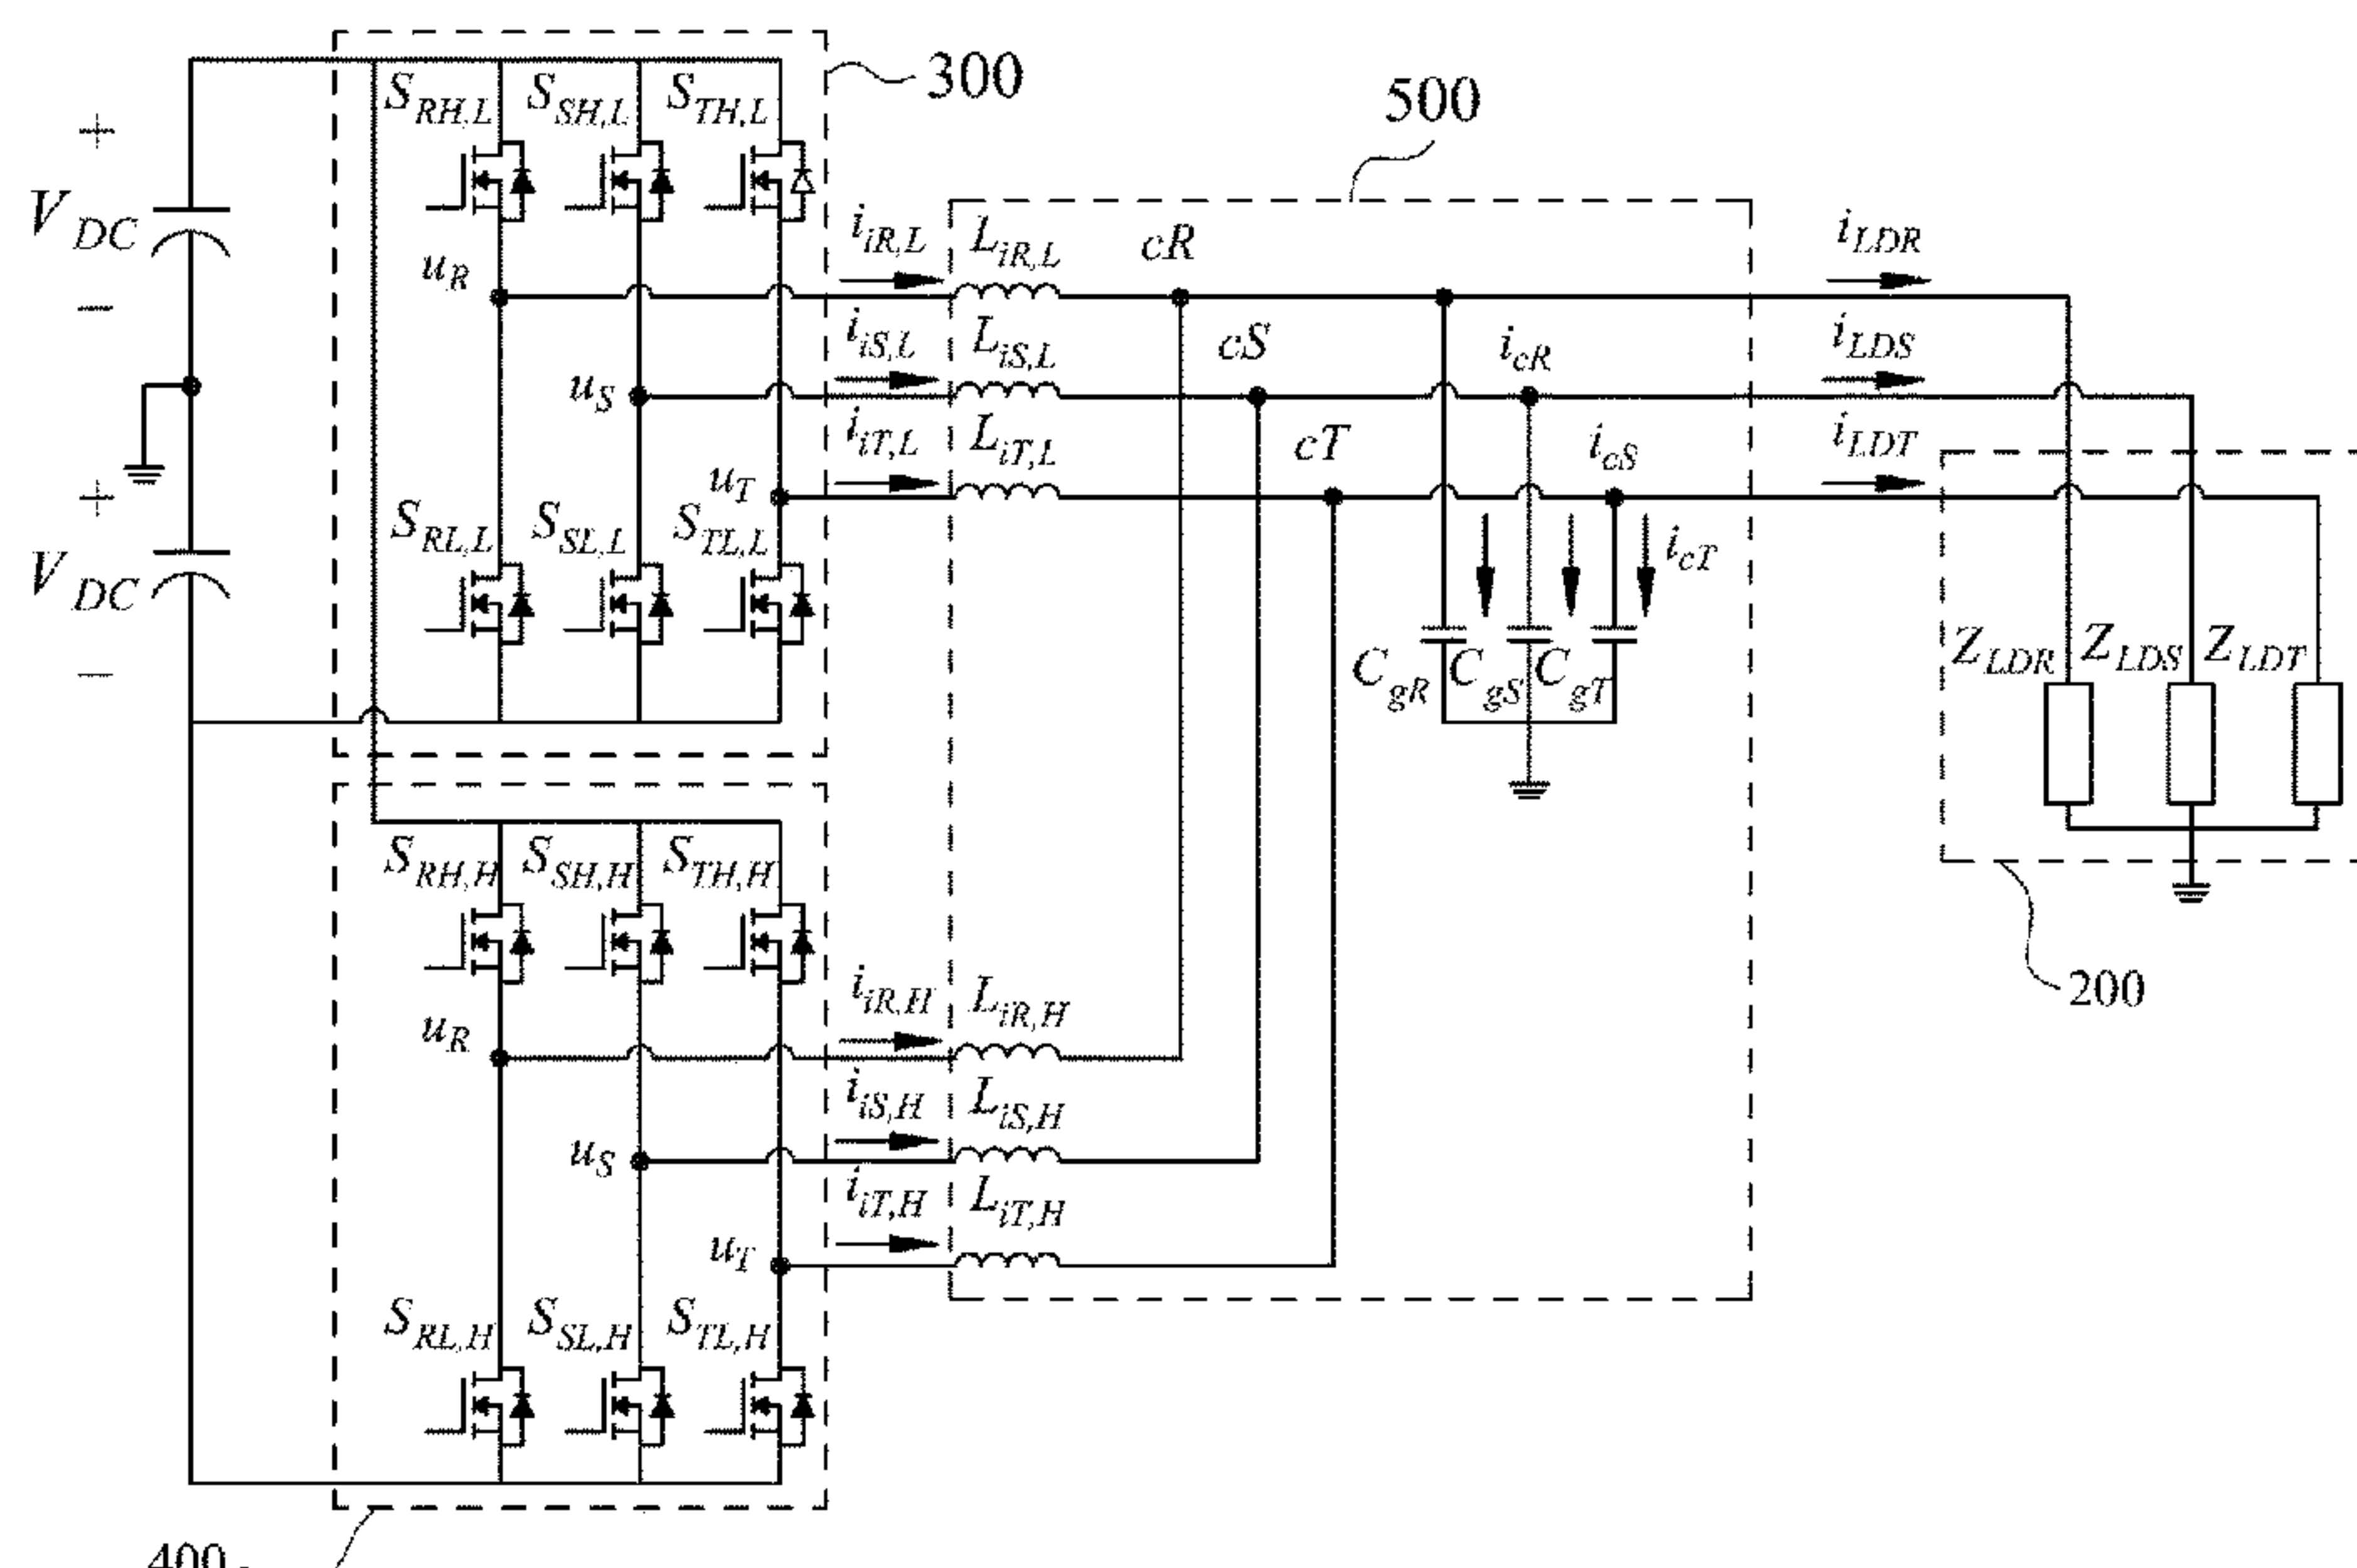 300
500
S_RH,L S_SH,L S_TH,L
+
V_DC
−
u_R
i_iR,L L_iR,L cR
i_LDR
i_iS,L L_iS,L cS i_cR
i_LDS
u_S
i_iT,L L_iT,L cT i_cS
i_LDT
u_T
+
V_DC
−
S_RL,L S_SL,L S_TL,L
i_cT
C_gR C_gS C_gT
Z_LDR Z_LDS Z_LDT
200
S_RH,H S_SH,H S_TH,H
u_R
i_iR,H L_iR,H
i_iS,H L_iS,H
u_S
i_iT,H L_iT,H
u_T
S_RL,H S_SL,H S_TL,H
400